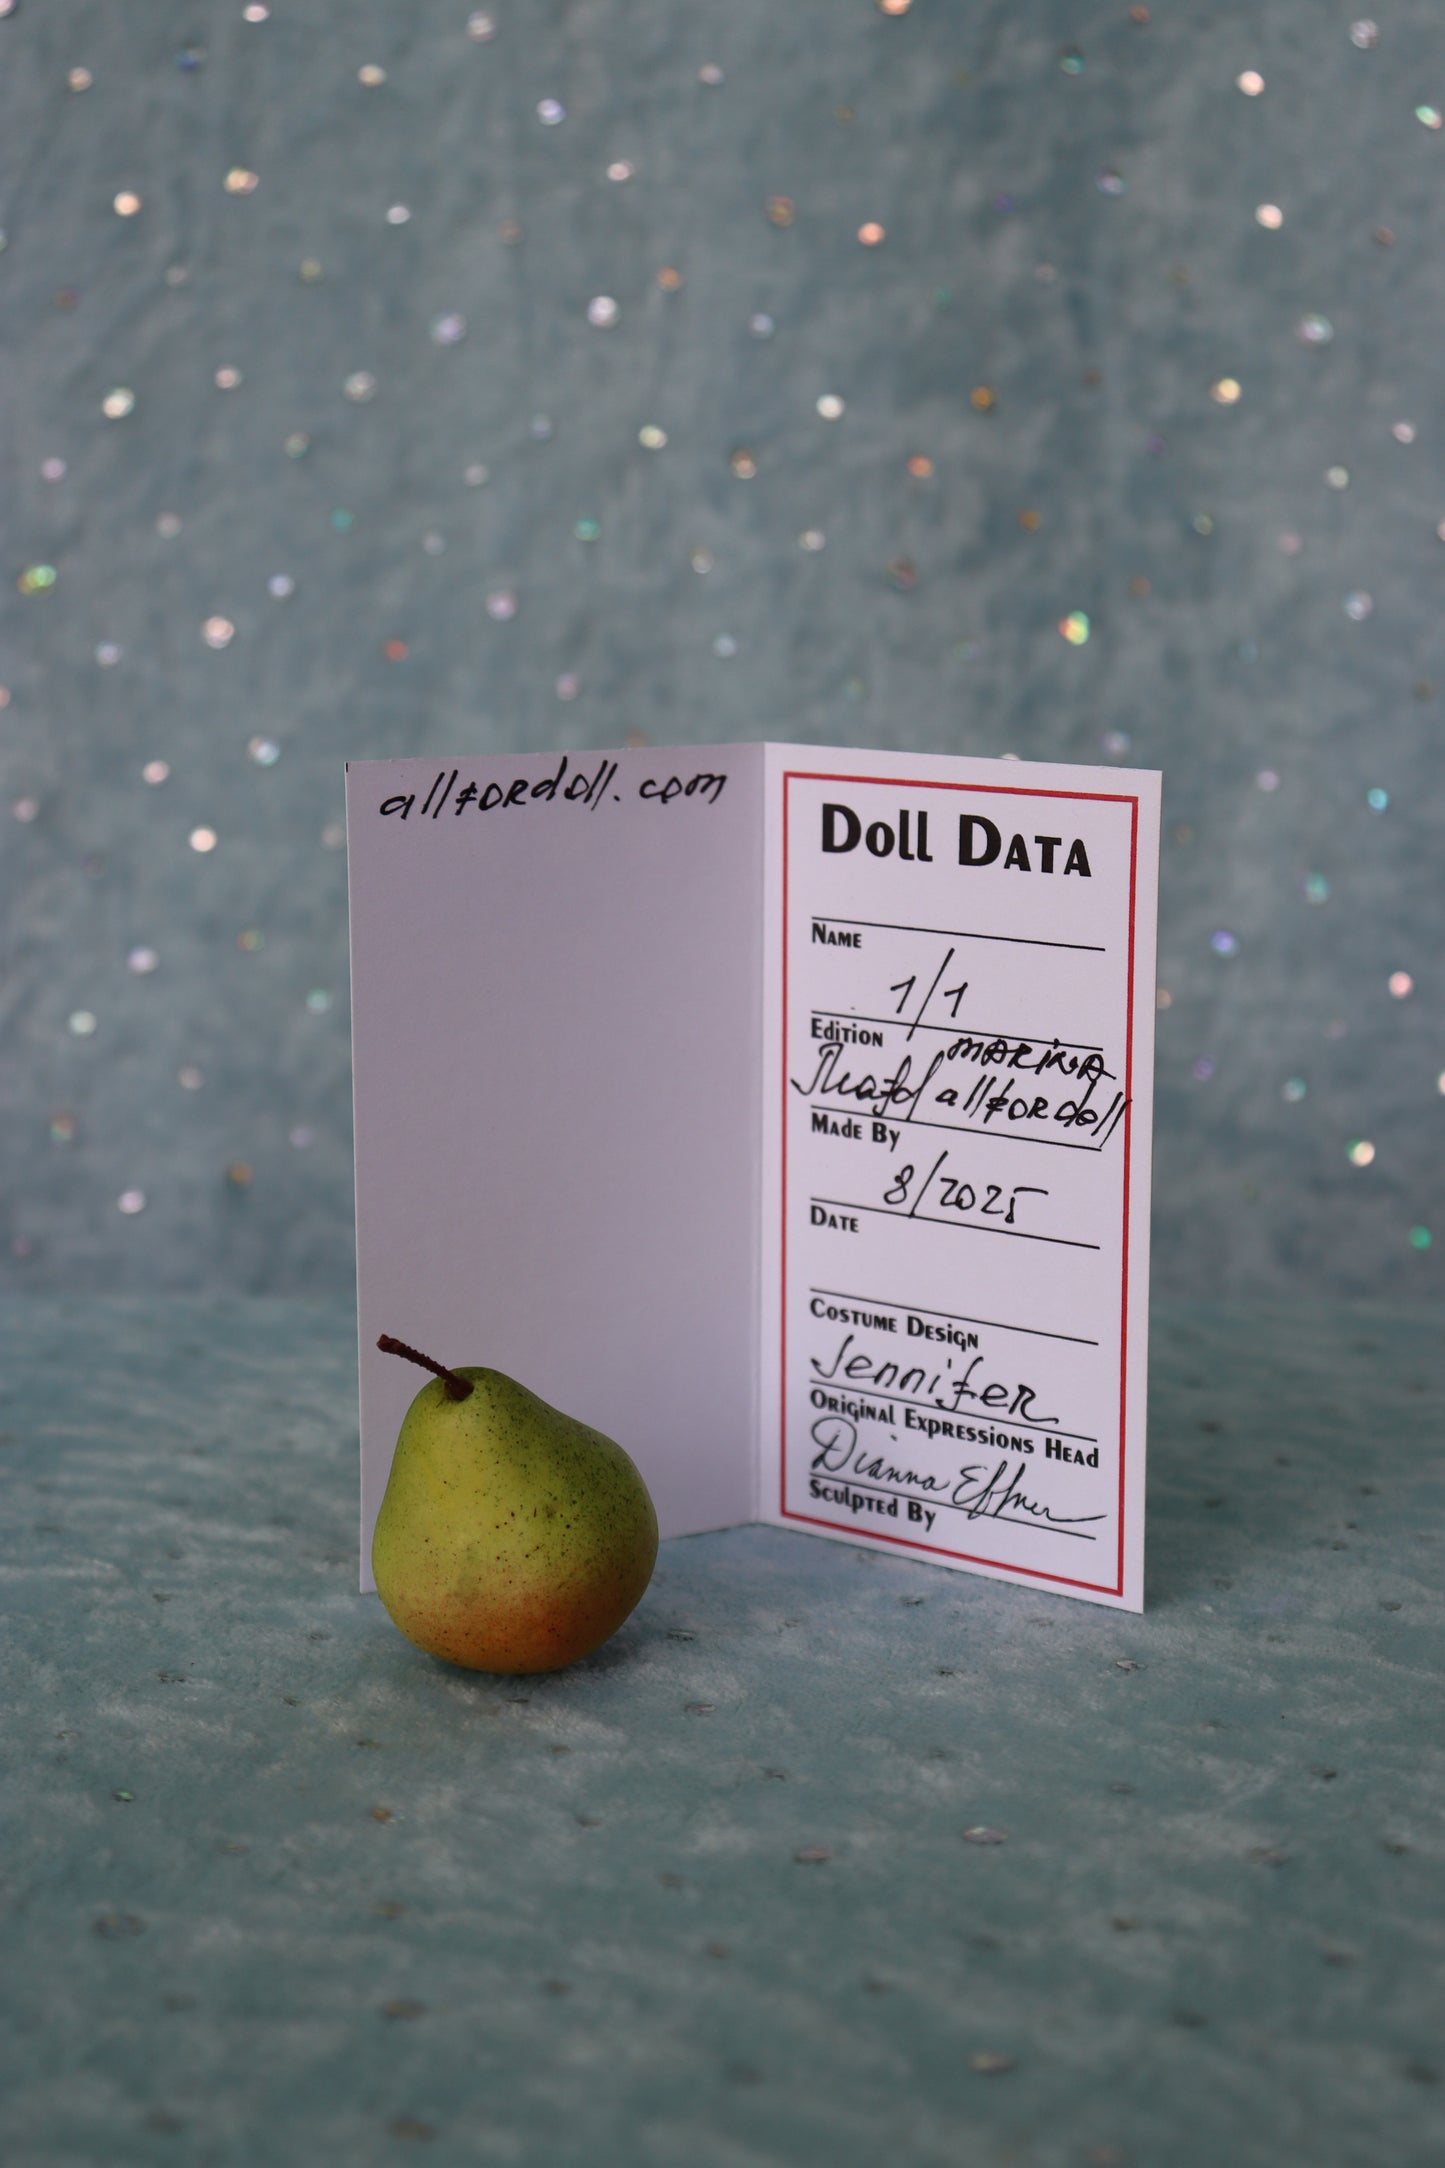 allfordoll.com
Doll Data
Name
1/1
Edition
MARINA
allfordoll
Made By
8/2025
Date
Costume Design
Jennifer
Original Expressions Head
Dianna Effner
Sculpted By